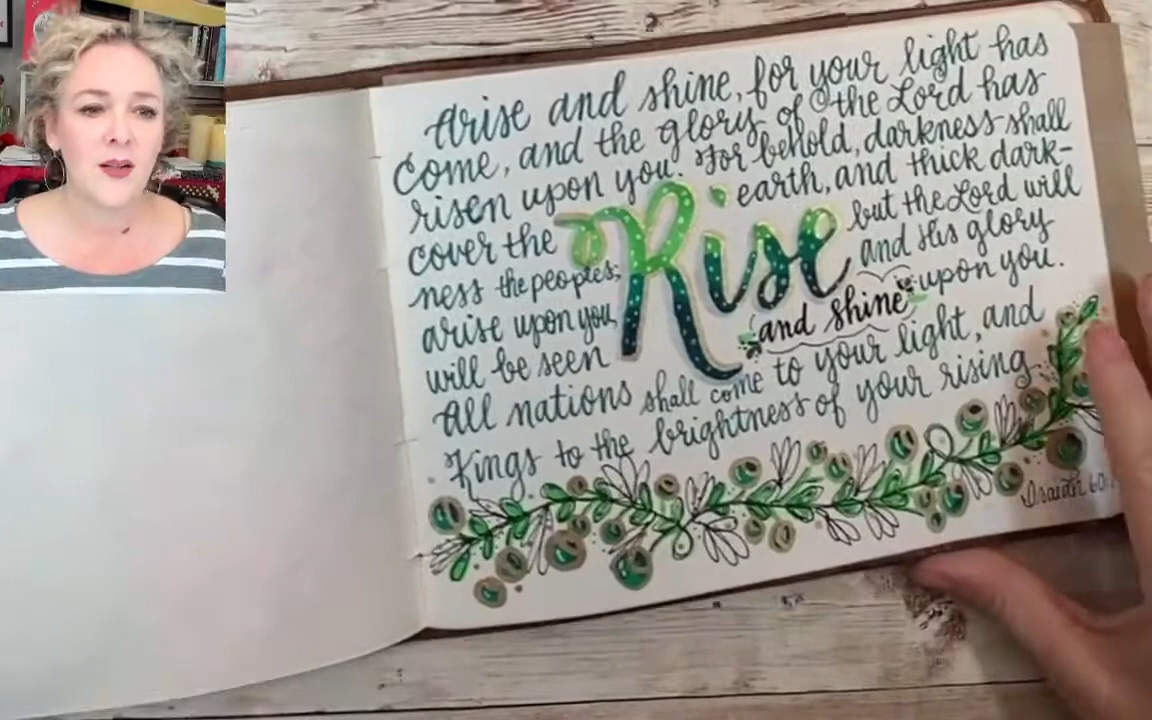 Arise and shine, for your light has
come, and the glory of the Lord has
risen upon you. For behold, darkness shall
cover the earth, and thick dark-
ness the peoples; but the Lord will
arise upon you, and His glory
will be seen upon you.
Rise
and shine
All nations shall come to your light, and
Kings to the brightness of your rising
Isaiah 60: